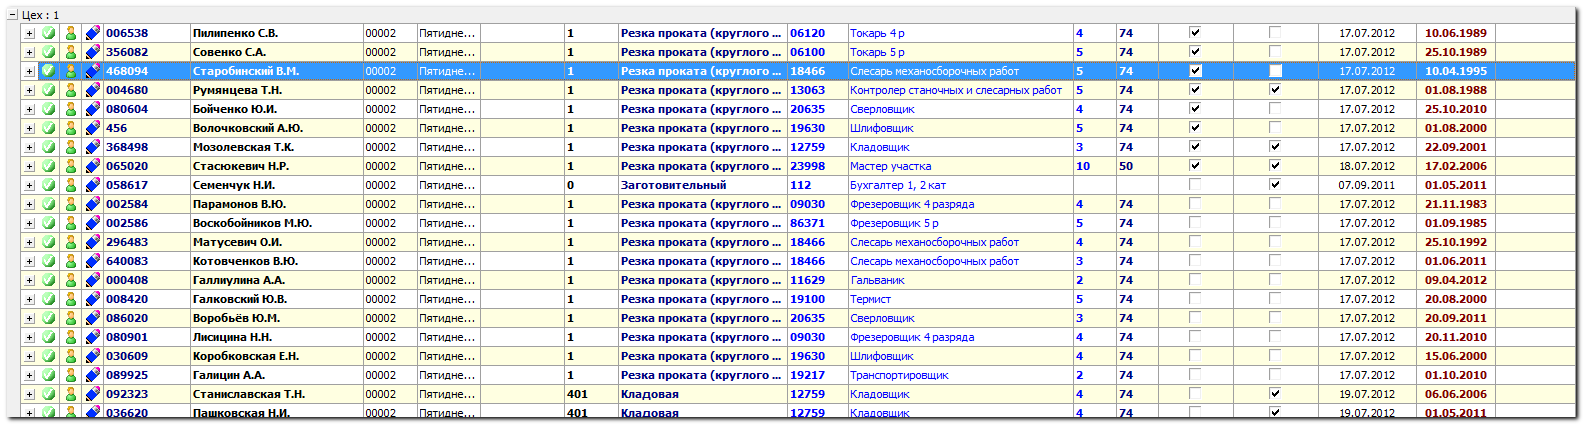 Цех : 1
006538 Пилипенко С.В. 00002 Пятидне... 1 Резка проката (круглого ... 06120 Токарь 4 р 4 74 17.07.2012 10.06.1989
356082 Совенко С.А. 00002 Пятидне... 1 Резка проката (круглого ... 06100 Токарь 5 р 5 74 17.07.2012 25.10.1989
468094 Старобинский В.М. 00002 Пятидне... 1 Резка проката (круглого ... 18466 Слесарь механосборочных работ 5 74 17.07.2012 10.04.1995
004680 Румянцева Т.Н. 00002 Пятидне... 1 Резка проката (круглого ... 13063 Контролер станочных и слесарных работ 5 74 17.07.2012 01.08.1988
080604 Бойченко Ю.И. 00002 Пятидне... 1 Резка проката (круглого ... 20635 Сверловщик 4 74 17.07.2012 25.10.2010
456 Волочковский А.Ю. 00002 Пятидне... 1 Резка проката (круглого ... 19630 Шлифовщик 5 74 17.07.2012 01.08.2000
368498 Мозолевская Т.К. 00002 Пятидне... 1 Резка проката (круглого ... 12759 Кладовщик 3 74 17.07.2012 22.09.2001
065020 Стасюкевич Н.Р. 00002 Пятидне... 1 Резка проката (круглого ... 23998 Мастер участка 10 50 18.07.2012 17.02.2006
058617 Семенчук Н.И. 00002 Пятидне... 0 Заготовительный 112 Бухгалтер 1, 2 кат 07.09.2011 01.05.2011
002584 Парамонов В.Ю. 00002 Пятидне... 1 Резка проката (круглого ... 09030 Фрезеровщик 4 разряда 4 74 17.07.2012 21.11.1983
002586 Воскобойников М.Ю. 00002 Пятидне... 1 Резка проката (круглого ... 86371 Фрезеровщик 5 р 5 74 17.07.2012 01.09.1985
296483 Матусевич О.И. 00002 Пятидне... 1 Резка проката (круглого ... 18466 Слесарь механосборочных работ 4 74 17.07.2012 25.10.1992
640083 Котовченков В.Ю. 00002 Пятидне... 1 Резка проката (круглого ... 18466 Слесарь механосборочных работ 3 74 17.07.2012 01.06.2011
000408 Галлиулина А.А. 00002 Пятидне... 1 Резка проката (круглого ... 11629 Гальваник 2 74 17.07.2012 09.04.2012
008420 Галковский Ю.В. 00002 Пятидне... 1 Резка проката (круглого ... 19100 Термист 5 74 17.07.2012 20.08.2000
086020 Воробьёв Ю.М. 00002 Пятидне... 1 Резка проката (круглого ... 20635 Сверловщик 3 74 17.07.2012 20.09.2011
080901 Лисицина Н.Н. 00002 Пятидне... 1 Резка проката (круглого ... 09030 Фрезеровщик 4 разряда 4 74 17.07.2012 20.11.2010
030609 Коробковская Е.Н. 00002 Пятидне... 1 Резка проката (круглого ... 19630 Шлифовщик 4 74 17.07.2012 15.06.2000
089925 Галицин А.А. 00002 Пятидне... 1 Резка проката (круглого ... 19217 Транспортировщик 2 74 17.07.2012 01.10.2010
092323 Станиславская Т.Н. 00002 Пятидне... 401 Кладовая 12759 Кладовщик 4 74 19.07.2012 06.06.2006
036620 Пашковская Н.И. 00002 Пятидне... 401 Кладовая 12759 Кладовщик 4 74 19.07.2012 01.05.2011